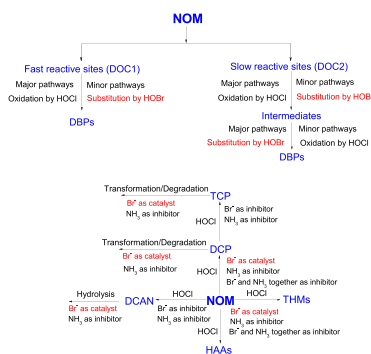 NOM
Fast reactive sites (DOC1)
Slow reactive sites (DOC2)
Major pathways
Minor pathways
Major pathways
Minor pathways
Oxidation by HOCl
Substitution by HOBr
Oxidation by HOCl
Substitution by HOB
DBPs
Intermediates
Major pathways
Minor pathways
Substitution by HOBr
Oxidation by HOCl
DBPs
Transformation/Degradation
TCP
Br- as catalyst
NH3 as inhibitor
Br- as inhibitor
NH3 as inhibitor
HOCl
Transformation/Degradation
DCP
Br- as catalyst
NH3 as inhibitor
Br- as catalyst
NH3 as inhibitor
Br- and NH3 together as inhibitor
HOCl
Hydrolysis
DCAN
HOCl
NOM
HOCl
THMs
Br- as catalyst
NH3 as inhibitor
Br- as inhibitor
NH3 as inhibitor
Br- as catalyst
NH3 as inhibitor
Br- and NH3 together as inhibitor
HOCl
HAAs